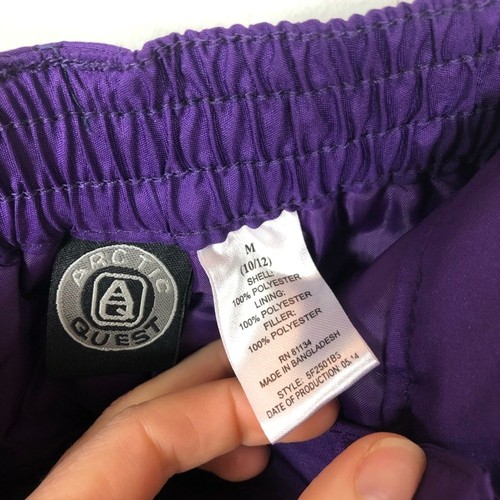 ARCTIC
AQ
QUEST
M
(10/12)
SHELL:
100% POLYESTER
LINING:
100% POLYESTER
FILLER:
100% POLYESTER
RN 81134
MADE IN BANGLADESH
STYLE: 5F2501BS
DATE OF PRODUCTION: 05.14